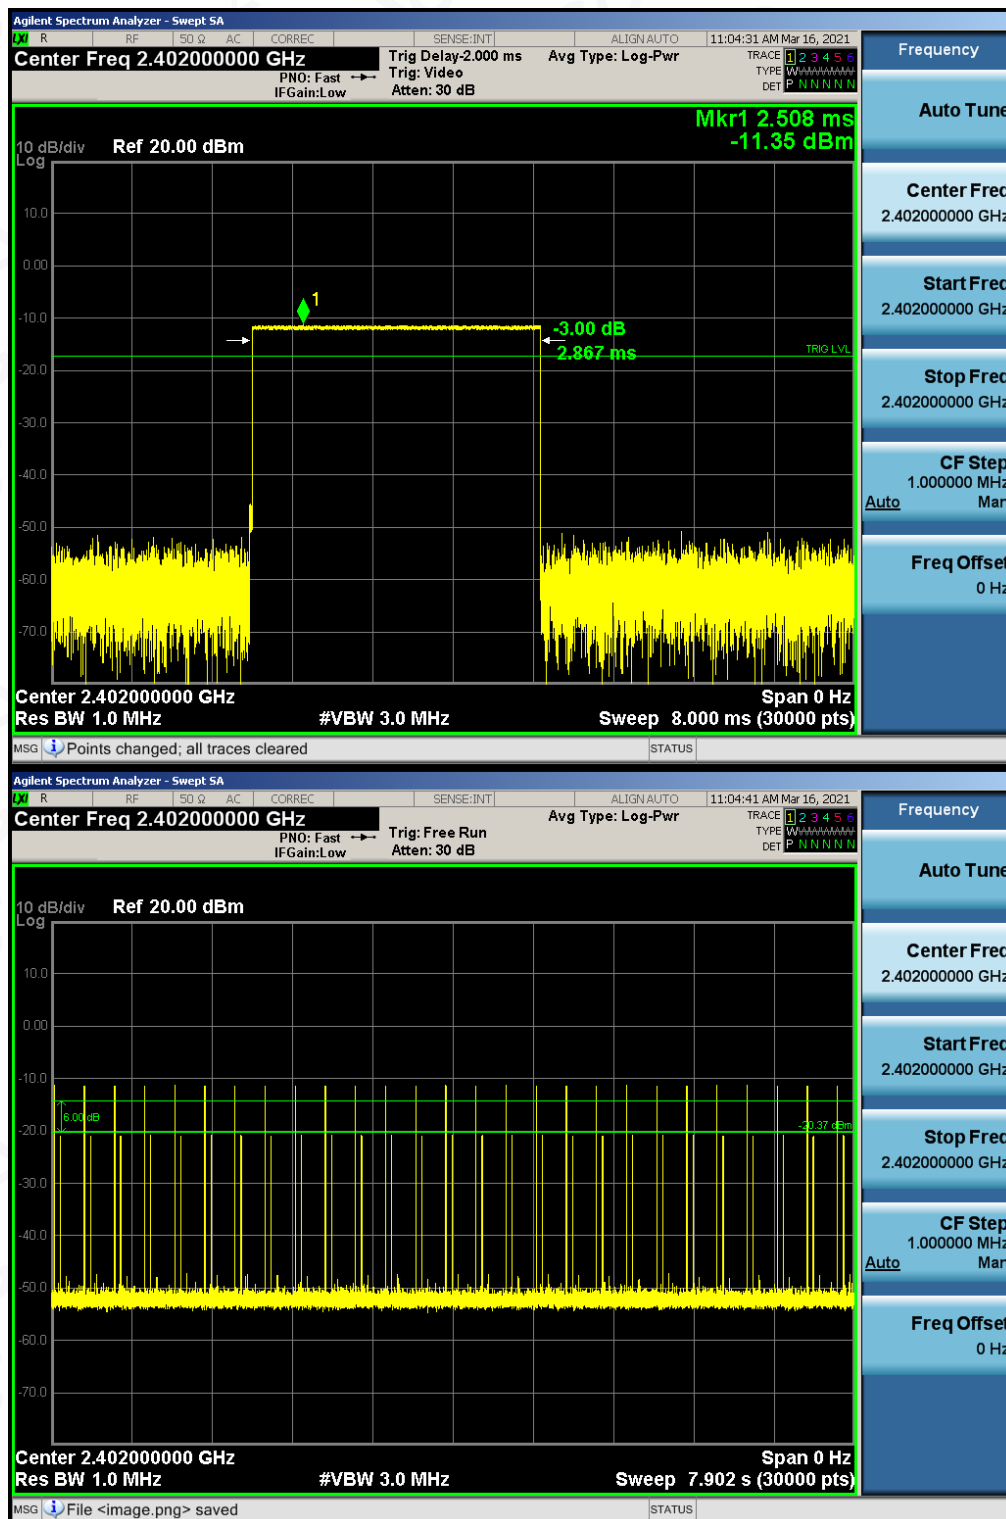 Agilent Spectrum Analyzer - Swept SA
LXI R RF 50 Ω AC CORREC SENSE:INT ALIGN AUTO 11:04:31 AM Mar 16, 2021
Center Freq 2.402000000 GHz
PNO: Fast
IFGain:Low
Trig Delay-2.000 ms
Trig: Video
Atten: 30 dB
Avg Type: Log-Pwr
TRACE 1 2 3 4 5 6
TYPE WWWWWW
DET P N N N N N
Mkr1 2.508 ms
-11.35 dBm
10 dB/div
Log
Ref 20.00 dBm
10.0
0.00
-10.0
-20.0
-30.0
-40.0
-50.0
-60.0
-70.0
1
-3.00 dB
2.867 ms
TRIG LVL
Center 2.402000000 GHz Span 0 Hz
Res BW 1.0 MHz #VBW 3.0 MHz Sweep 8.000 ms (30000 pts)
MSG Points changed; all traces cleared STATUS
Frequency
Auto Tune
Center Freq
2.402000000 GHz
Start Freq
2.402000000 GHz
Stop Freq
2.402000000 GHz
CF Step
1.000000 MHz
Auto Man
Freq Offset
0 Hz
Agilent Spectrum Analyzer - Swept SA
LXI R RF 50 Ω AC CORREC SENSE:INT ALIGN AUTO 11:04:41 AM Mar 16, 2021
Center Freq 2.402000000 GHz
PNO: Fast
IFGain:Low
Trig: Free Run
Atten: 30 dB
Avg Type: Log-Pwr
TRACE 1 2 3 4 5 6
TYPE WWWWWW
DET P N N N N N
10 dB/div
Log
Ref 20.00 dBm
10.0
0.00
-10.0
-20.0
-30.0
-40.0
-50.0
-60.0
-70.0
6.00 dB
-20.37 dBm
Center 2.402000000 GHz Span 0 Hz
Res BW 1.0 MHz #VBW 3.0 MHz Sweep 7.902 s (30000 pts)
MSG File <image.png> saved STATUS
Frequency
Auto Tune
Center Freq
2.402000000 GHz
Start Freq
2.402000000 GHz
Stop Freq
2.402000000 GHz
CF Step
1.000000 MHz
Auto Man
Freq Offset
0 Hz